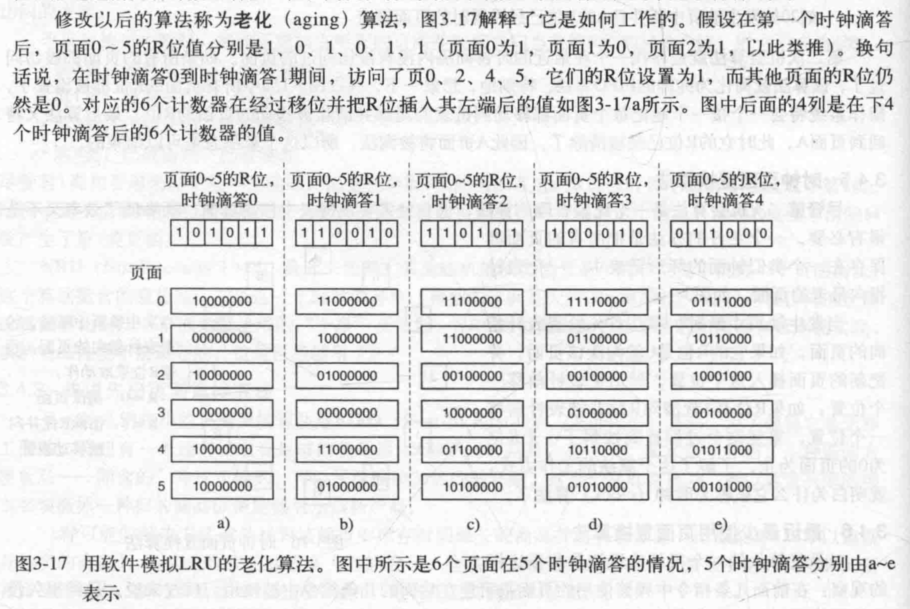 修改以后的算法称为老化（aging）算法，图3-17解释了它是如何工作的。假设在第一个时钟滴答
后，页面0～5的R位值分别是1、0、1、0、1、1（页面0为1，页面1为0，页面2为1，以此类推）。换句
话说，在时钟滴答0到时钟滴答1期间，访问了页0、2、4、5，它们的R位设置为1，而其他页面的R位仍
然是0。对应的6个计数器在经过移位并把R位插入其左端后的值如图3-17a所示。图中后面的4列是在下4
个时钟滴答后的6个计数器的值。
页面0~5的R位， 页面0~5的R位， 页面0~5的R位， 页面0~5的R位， 页面0~5的R位，
时钟滴答0 时钟滴答1 时钟滴答2 时钟滴答3 时钟滴答4
1 0 1 0 1 1 1 1 0 0 1 0 1 1 0 1 0 1 1 0 0 0 1 0 0 1 1 0 0 0
页面
0 10000000 11000000 11100000 11110000 01111000
1 00000000 10000000 11000000 01100000 10110000
2 10000000 01000000 00100000 00100000 10001000
3 00000000 00000000 10000000 01000000 00100000
4 10000000 11000000 01100000 10110000 01011000
5 10000000 01000000 10100000 01010000 00101000
a) b) c) d) e)
图3-17 用软件模拟LRU的老化算法。图中所示是6个页面在5个时钟滴答的情况，5个时钟滴答分别由a~e
表示